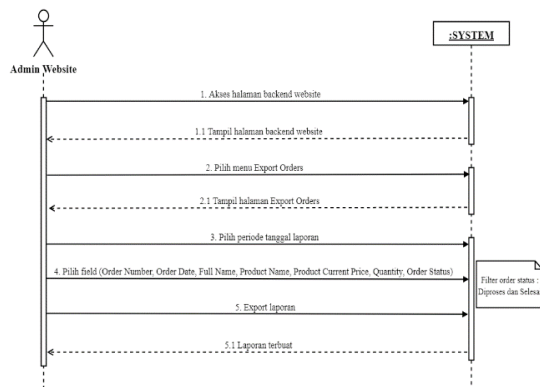 :SYSTEM
Admin Website
1. Akses halaman backend website
1.1 Tampil halaman backend website
2. Pilih menu Export Orders
2.1 Tampil halaman Export Orders
3. Pilih periode tanggal laporan
4. Pilih field (Order Number, Order Date, Full Name, Product Name, Product Current Price, Quantity, Order Status)
Filter order status :
Diproses dan Selesa
5. Export laporan
5.1 Laporan terbuat